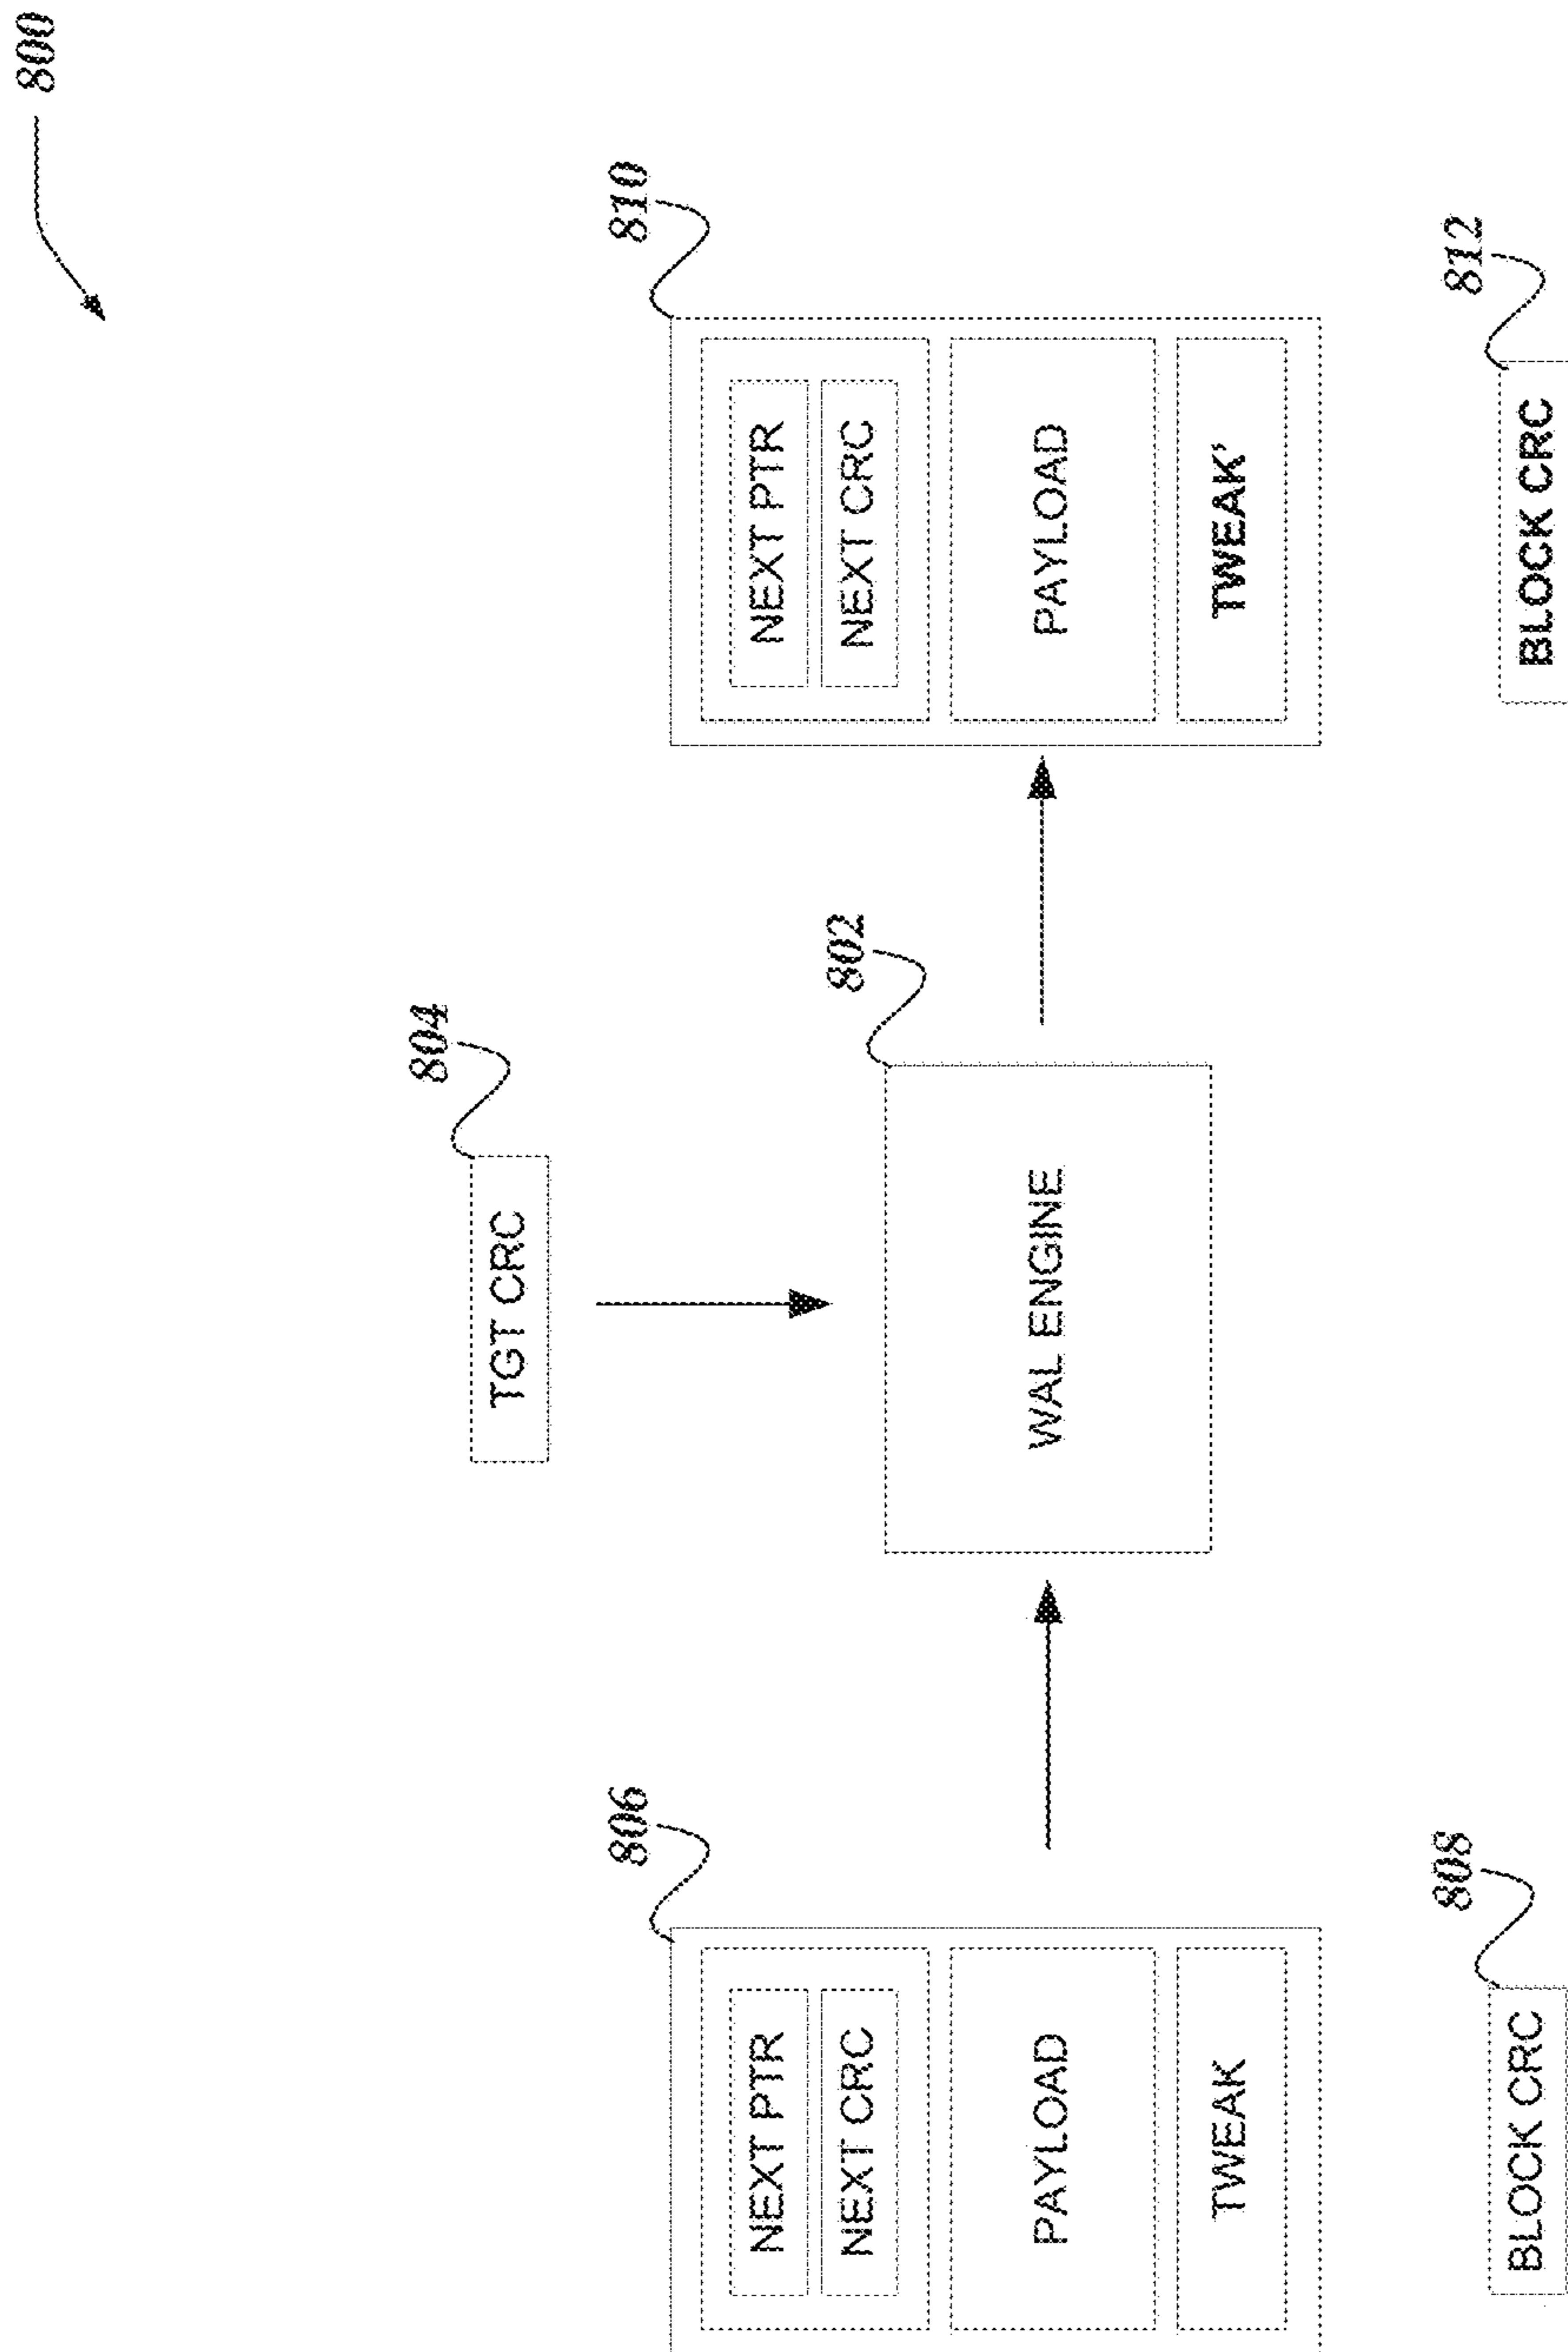 800
804
TGT CRC
806
NEXT PTR
NEXT CRC
PAYLOAD
TWEAK
802
WAL ENGINE
810
NEXT PTR
NEXT CRC
PAYLOAD
TWEAK'
808
BLOCK CRC
812
BLOCK CRC